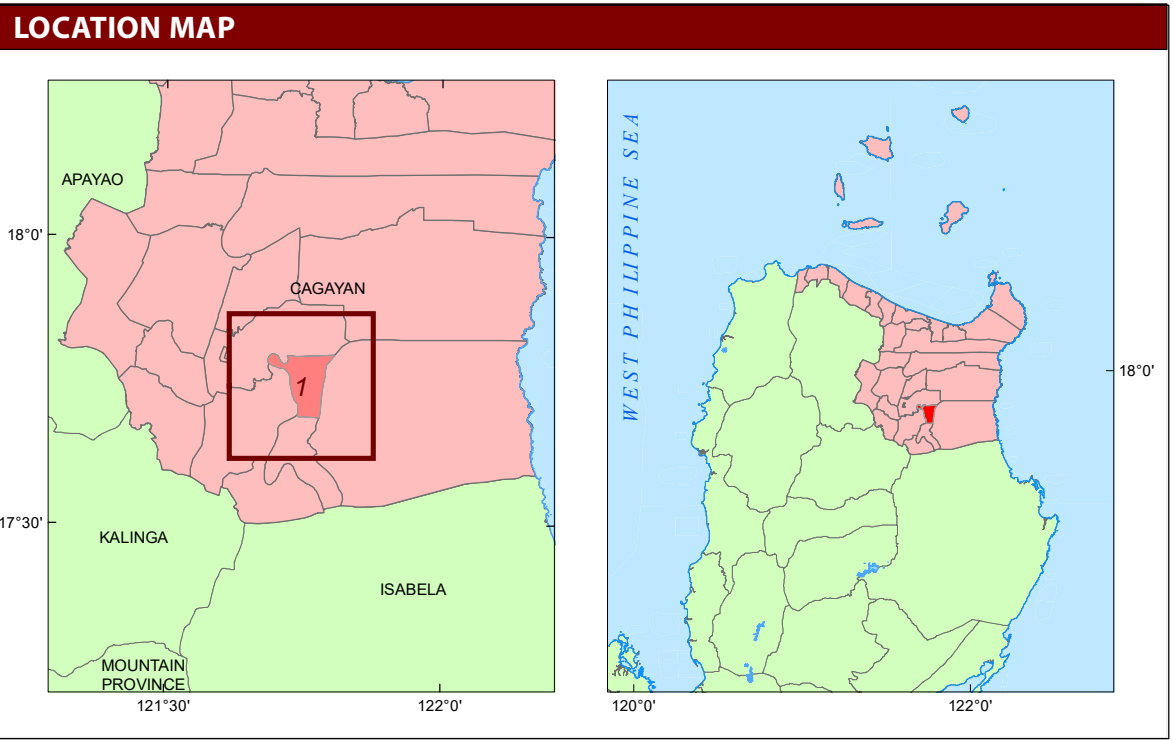 LOCATION MAP
APAYAO
18°0'
CAGAYAN
1
17°30'
KALINGA
ISABELA
MOUNTAIN
PROVINCE
121°30'
122°0'
WEST PHILIPPINE SEA
18°0'
120°0'
122°0'